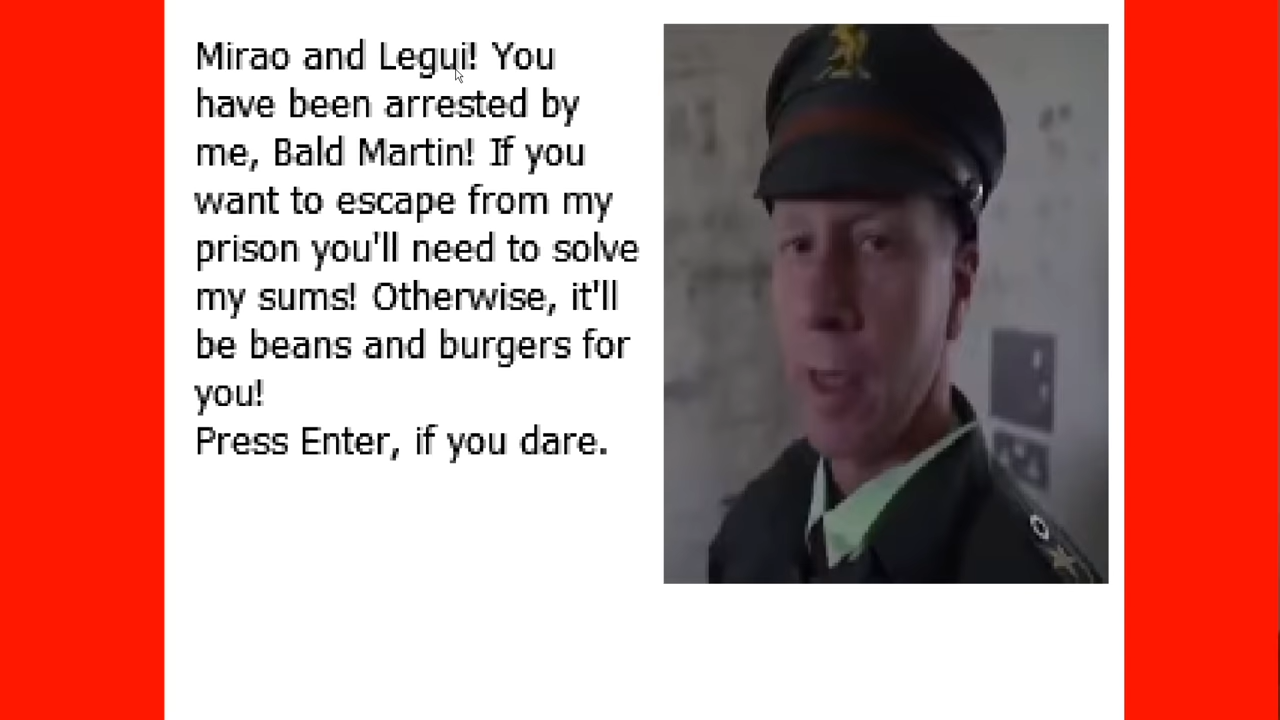 Mirao and Legui! You
have been arrested by
me, Bald Martin! If you
want to escape from my
prison you'll need to solve
my sums! Otherwise, it'll
be beans and burgers for
you!
Press Enter, if you dare.